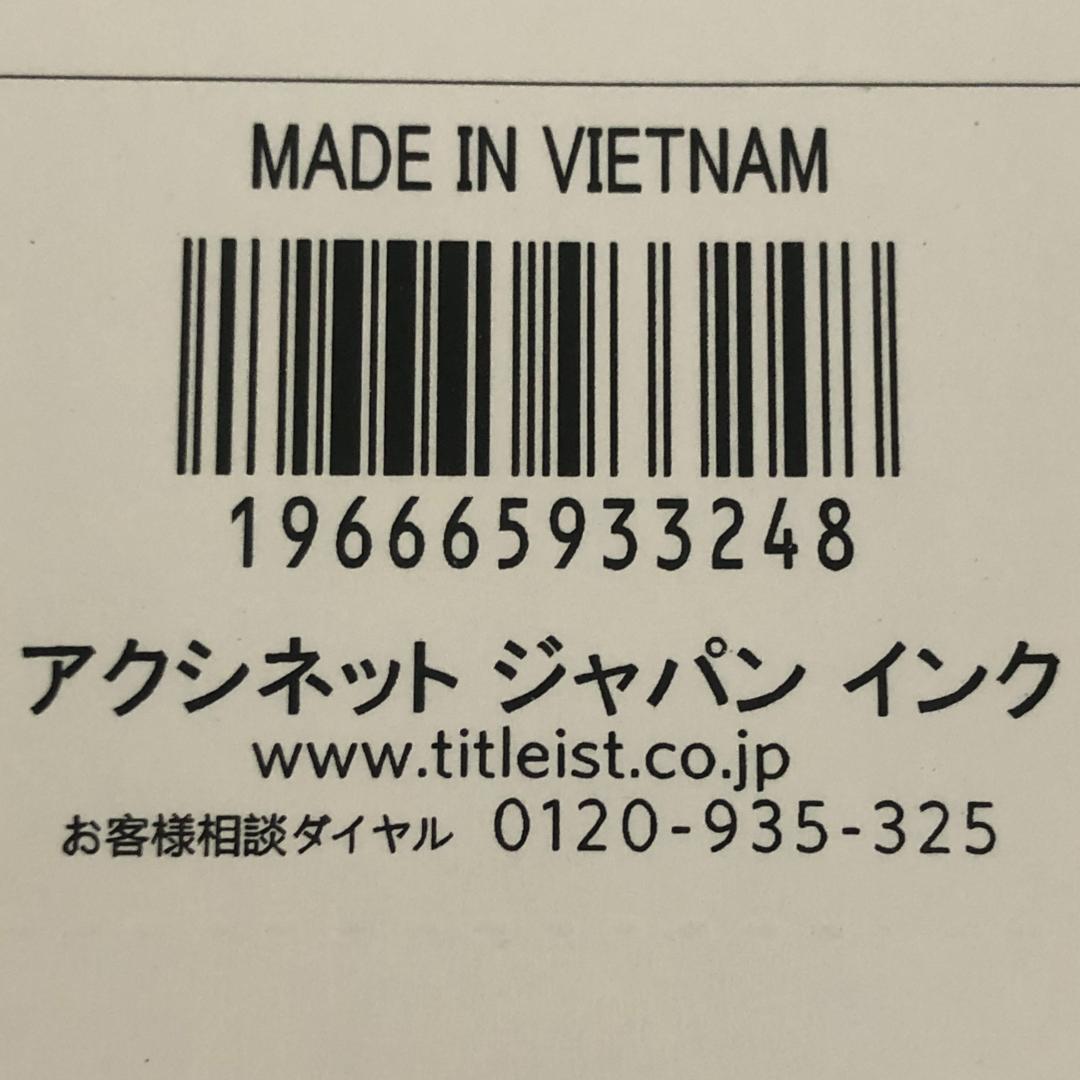 MADE IN VIETNAM
196665933248
アクシネット ジャパン インク
www.titleist.co.jp
お客様相談ダイヤル 0120-935-325